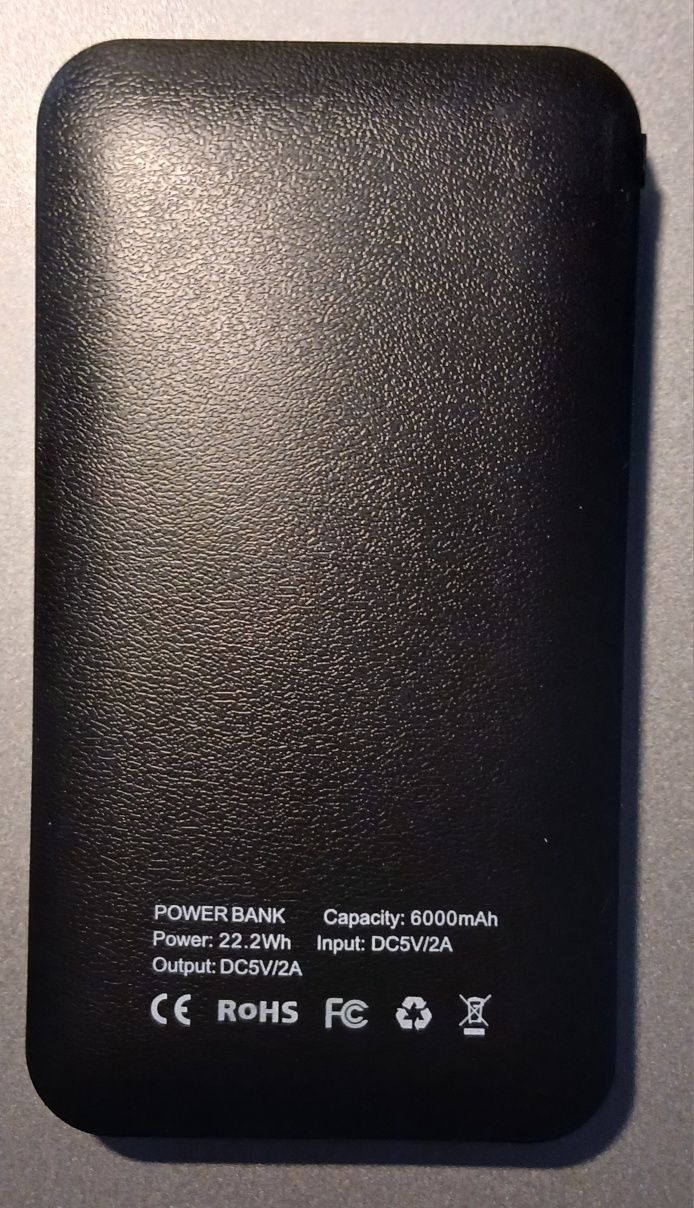 POWER BANK Capacity: 6000mAh
Power: 22.2Wh Input: DC5V/2A
Output: DC5V/2A
CE RoHS FC